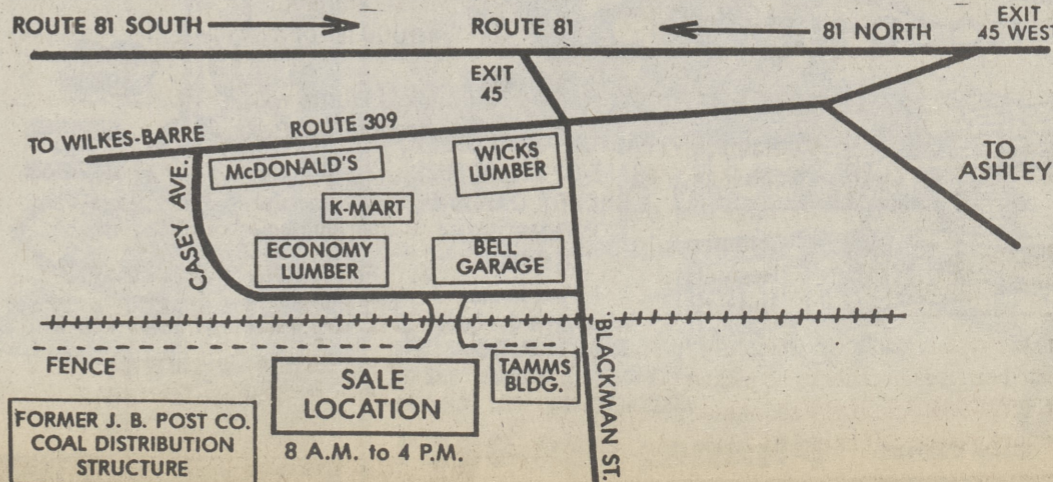 ROUTE 81 SOUTH
ROUTE 81
81 NORTH
EXIT
45 WEST
EXIT
45
TO WILKES-BARRE
ROUTE 309
CASEY AVE.
McDONALD'S
WICKS
LUMBER
K-MART
TO
ASHLEY
ECONOMY
LUMBER
BELL
GARAGE
BLACKMAN ST.
FENCE
SALE
LOCATION
8 A.M. to 4 P.M.
TAMMS
BLDG.
FORMER J. B. POST CO.
COAL DISTRIBUTION
STRUCTURE